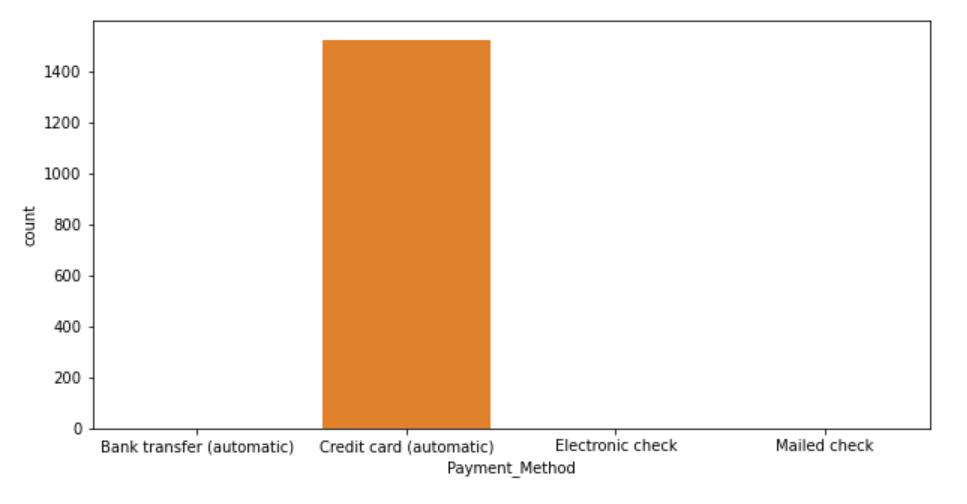 1400
1200
1000
800
600
400
200
0
count
Bank transfer (automatic) Credit card (automatic) Electronic check Mailed check
Payment_Method